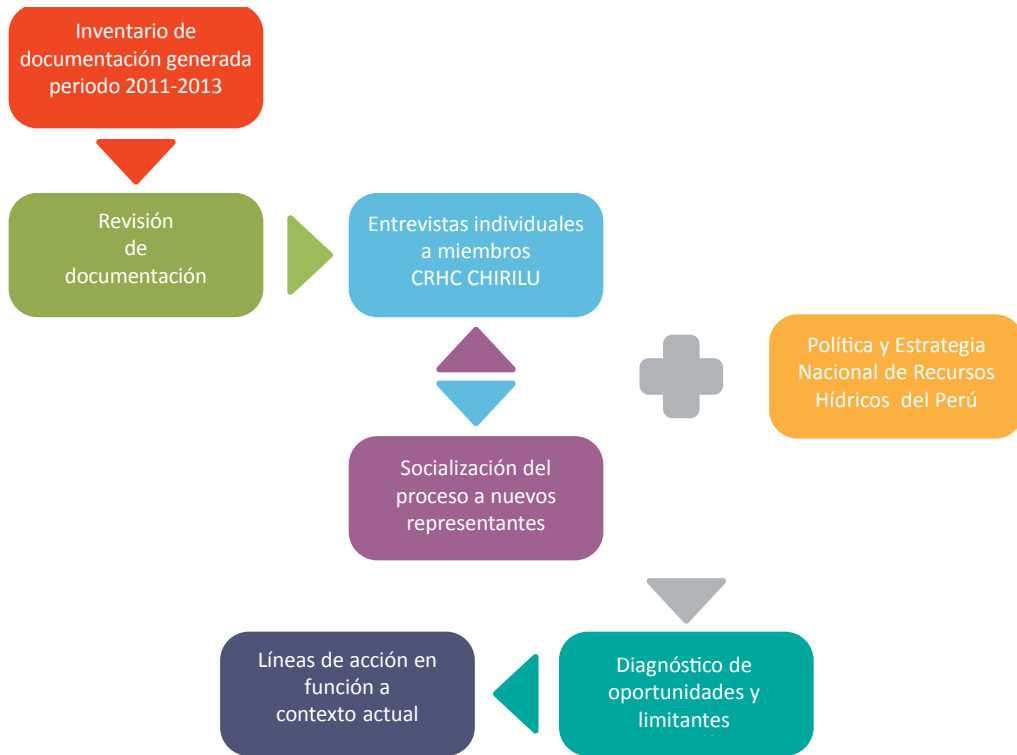 Inventario de
documentación generada
periodo 2011-2013
Revisión
de
documentación
Entrevistas individuales
a miembros
CRHC CHIRILU
Política y Estrategia
Nacional de Recursos
Hídricos del Perú
Socialización del
proceso a nuevos
representantes
Líneas de acción en
función a
contexto actual
Diagnóstico de
oportunidades y
limitantes